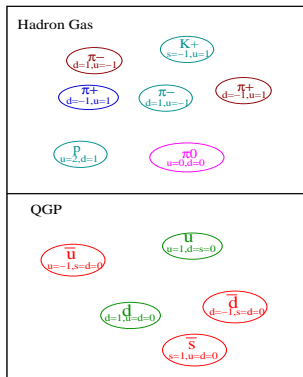 Hadron Gas
K+
s=−1,u=1
π−
d=1,u=−1
π+
d=−1,u=1
π−
d=1,u=−1
π+
d=−1,u=1
p
u=2,d=1
π0
u=0,d=0
QGP
u
u=1,d=s=0
u̅
u=−1,s=d=0
d̅
d=−1,s=d=0
d
d=1,u=d=0
s̅
s=1,u=d=0